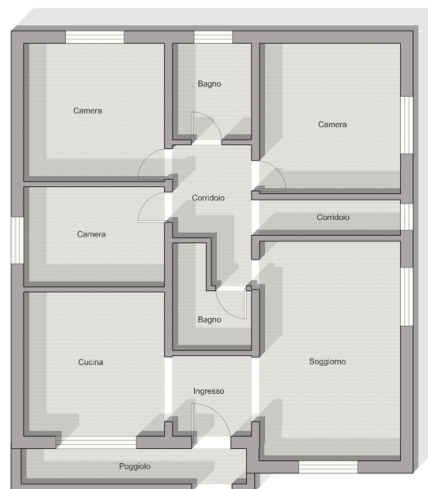 Bagno
Camera
Camera
Corridoio
Corridoio
Camera
Bagno
Cucina
Soggiorno
Ingresso
Poggiolo